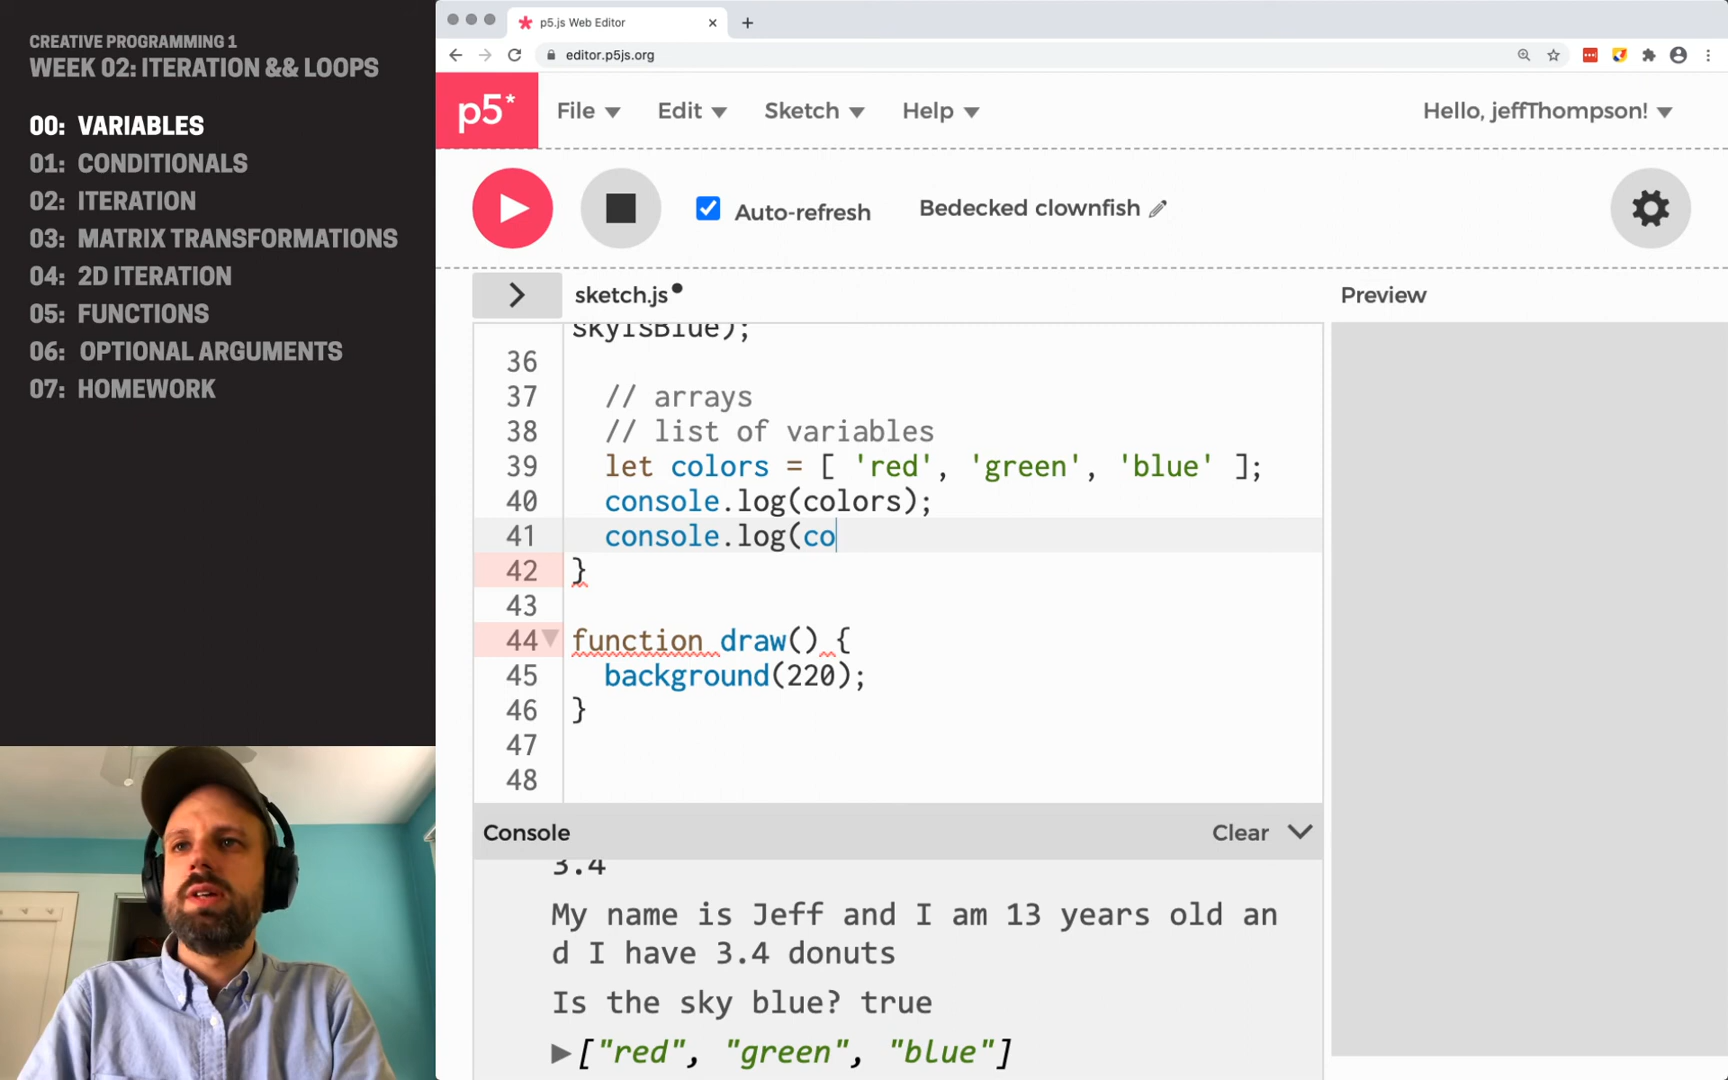 CREATIVE PROGRAMMING 1
WEEK 02: ITERATION && LOOPS
00: VARIABLES
01: CONDITIONALS
02: ITERATION
03: MATRIX TRANSFORMATIONS
04: 2D ITERATION
05: FUNCTIONS
06: OPTIONAL ARGUMENTS
07: HOMEWORK
p5.js Web Editor
editor.p5js.org
p5* File Edit Sketch Help Hello, jeffThompson!
Auto-refresh Bedecked clownfish
sketch.js Preview
skyIsBlue);
36
37 // arrays
38 // list of variables
39 let colors = [ 'red', 'green', 'blue' ];
40 console.log(colors);
41 console.log(co
42 }
43
44 function draw() {
45 background(220);
46 }
47
48
Console Clear
3.4
My name is Jeff and I am 13 years old an
d I have 3.4 donuts
Is the sky blue? true
["red", "green", "blue"]